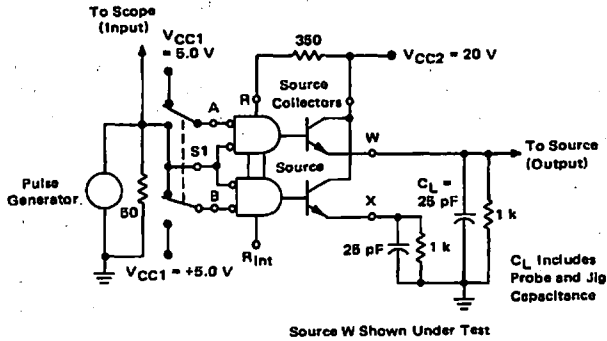 To Scope
(Input)
VCC1
= 5.0 V
350
VCC2 = 20 V
Source
Collectors
R
A
W
To Source
(Output)
S1
Source
Pulse
Generator
50
B
X
CL =
25 pF
1 k
25 pF
1 k
RInt
VCC1 = +5.0 V
CL Includes
Probe and Jig
Capacitance
Source W Shown Under Test